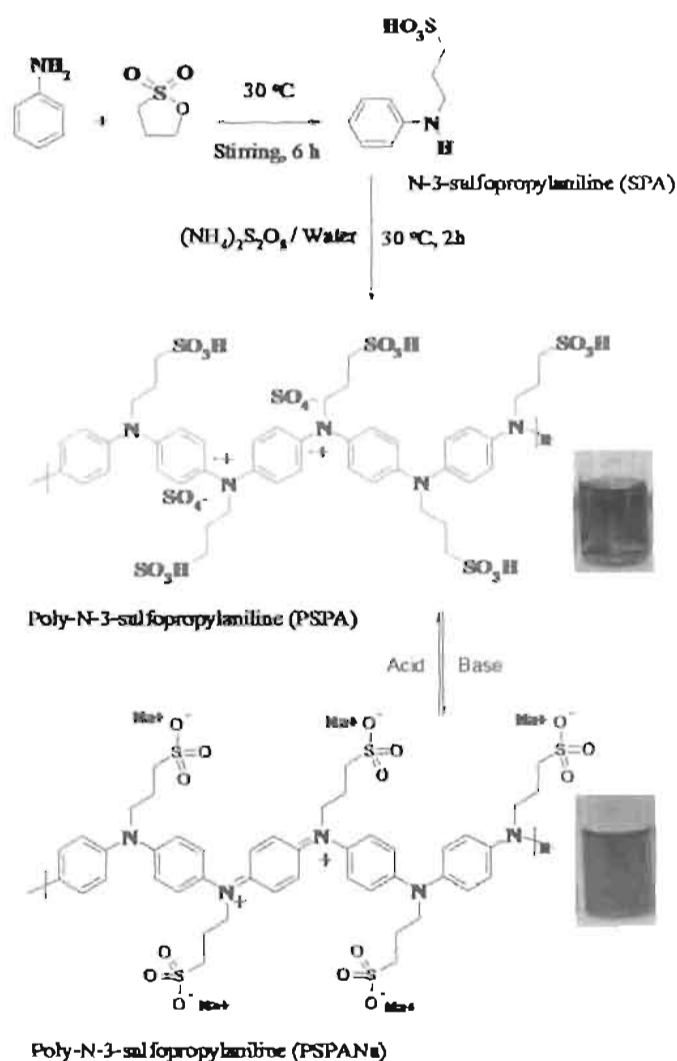 HO₃S
NH₂
O O
S
O
+
30 °C
Stirring, 6 h
N
H
N-3-sulfopropylaniline (SPA)
(NH₄)₂S₂O₈ / Water
30 °C, 2h
SO₃H SO₃H SO₃H
SO₄-
N N N
+ +
n
SO₄- N N
SO₃H SO₃H
Poly-N-3-sulfopropylaniline (PSPA)
Acid Base
Na+ O- Na+ O- Na+ O-
S=O S=O S=O
O O O
N N N
+
n
N N
+
O O
O=S O=S
O- Na+ O- Na+
Poly-N-3-sulfopropylaniline (PSPANa)